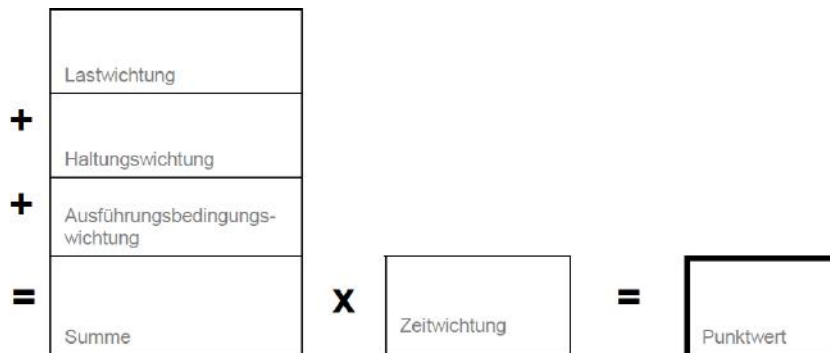 Lastwichtung
+
Haltungswichtung
+
Ausführungsbedingungs-
wichtung
=
Summe
x
Zeitwichtung
=
Punktwert